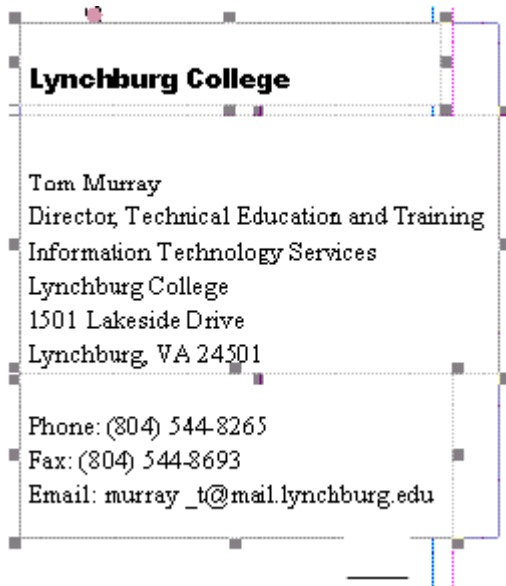 Lynchburg College
Tom Murray
Director, Technical Education and Training
Information Technology Services
Lynchburg College
1501 Lakeside Drive
Lynchburg, VA 24501
Phone: (804) 544-8265
Fax: (804) 544-8693
Email: murray _t@mail.lynchburg.edu